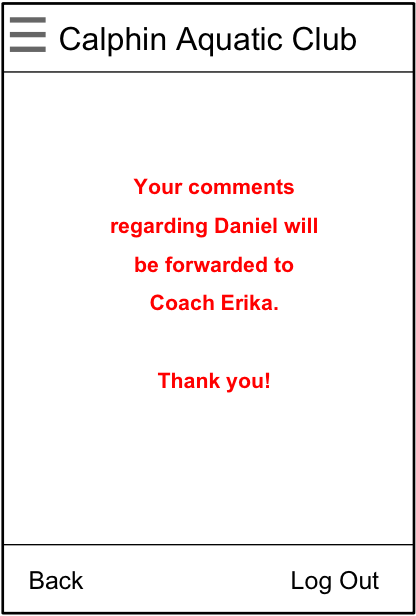 Calphin Aquatic Club
Your comments
regarding Daniel will
be forwarded to
Coach Erika.
Thank you!
Back
Log Out